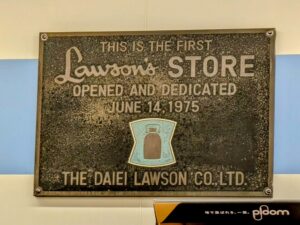 THIS IS THE FIRST
Lawson's STORE
OPENED AND DEDICATED
JUNE 14, 1975
THE DAIEI LAWSON CO. LTD.
ploom